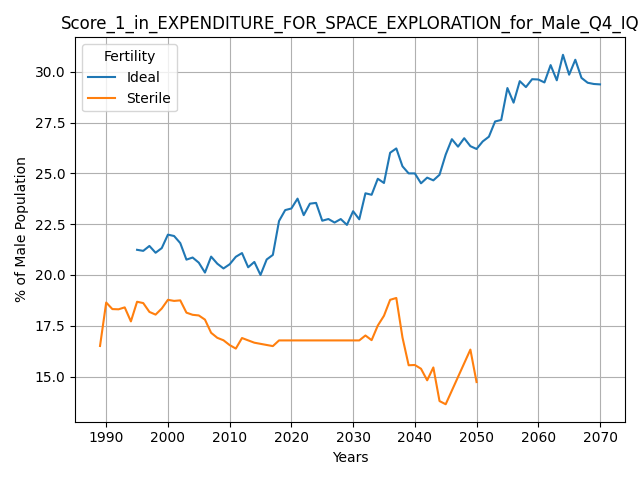 Score_1_in_EXPENDITURE_FOR_SPACE_EXPLORATION_for_Male_Q4_IQ
Fertility
Ideal
Sterile
% of Male Population
30.0
27.5
25.0
22.5
20.0
17.5
15.0
1990 2000 2010 2020 2030 2040 2050 2060 2070
Years